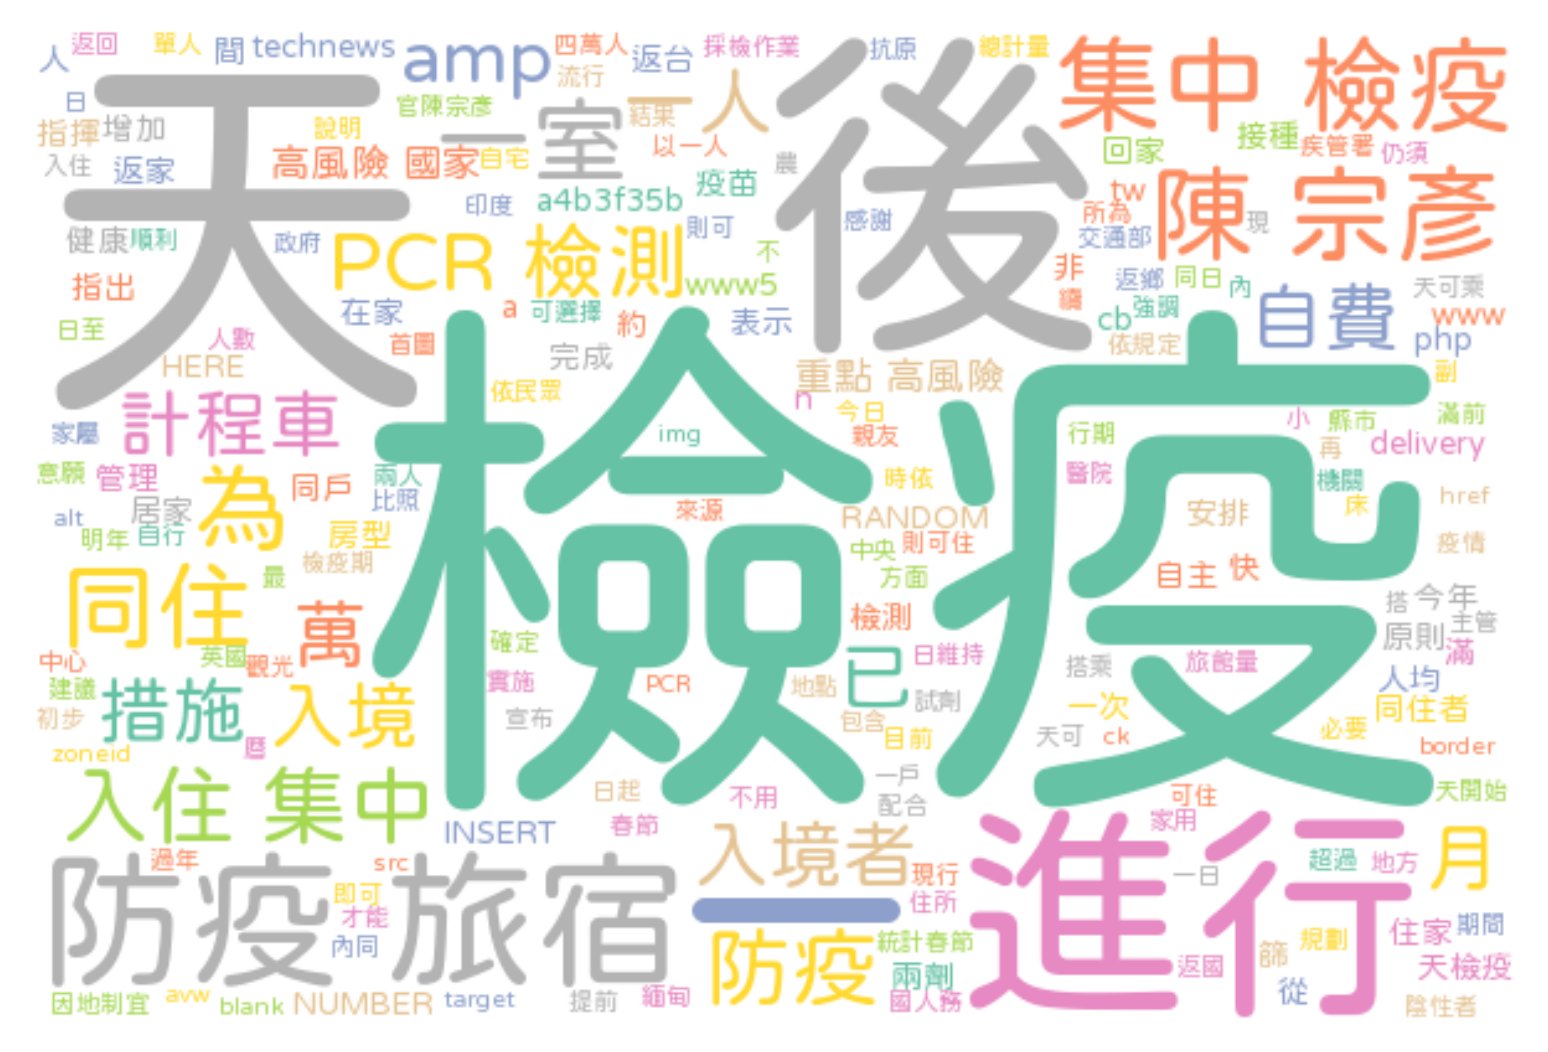 人 返回 單人 間 technews amp 四萬人 返台 採檢作業 抗原 總計量 集中 檢疫
日 官陳宗彥 流行 一人
天 後
指揮 增加 說明 一室 結果 以一人 接種 疾管署 仍須
入住 返家 高風險 國家 自宅 疫苗 農 回家
印度 a4b3f35b 則可 感謝 tw 所為 陳 宗彥 現
健康 順利 政府 PCR 檢測 不 交通部
指出 www5 非 返鄉 同日 內 自費 天可乘
日至 在家 a 可選擇 約 表示 續 cb 強調 www
人數 首圖 完成 依規定 php
HERE 重點 高風險 副
計程車 依民眾 n 今日 小 縣市 滿前
家屬 img 親友 行期 再 delivery
檢疫
意願 管理 為 同戶 兩人 時依 醫院 機關
居家 比照 來源 RANDOM 安排 床 href
alt 明年 自行 房型 中央 則可住 疫情
檢疫期 方面 自主 快
同住 最 萬 檢測 搭 今年
英國 確定 已 日維持 原則 主管
中心 觀光 實施 PCR 地點 搭乘 旅館量 滿
建議 措施 入境 試劑 人均
初步 宣布 包含 目前 一次 同住者
zoneid 曆 天可 ck 必要 border
入住 集中 日起 不用 一戶 配合 可住 天開始
INSERT 春節 家用
過年 src 入境者 現行 進行 一日 超過 地方 月
防疫 旅宿 即可 才能 一 住所
內同 防疫 統計春節 篩 規劃 住家 期間
兩劑 返國 天檢疫
因地制宜 avw blank NUMBER target 提前 緬甸 國人務 從 陰性者